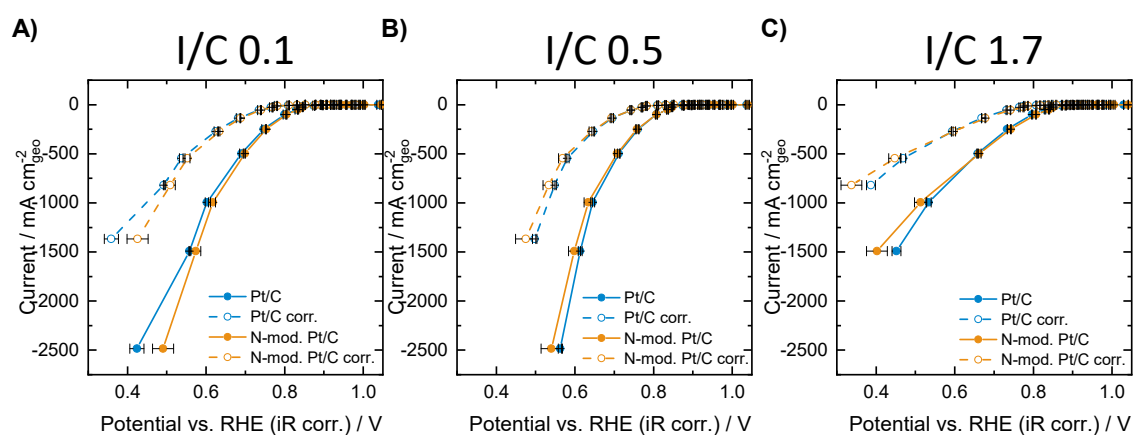 A)
I/C 0.1
B)
I/C 0.5
C)
I/C 1.7
Current / mA cm⁻²geo
0
-500
-1000
-1500
-2000
-2500
0.4 0.6 0.8 1.0
Potential vs. RHE (iR corr.) / V
Pt/C
Pt/C corr.
N-mod. Pt/C
N-mod. Pt/C corr.
Current / mA cm⁻²geo
0
-500
-1000
-1500
-2000
-2500
0.4 0.6 0.8 1.0
Potential vs. RHE (iR corr.) / V
Pt/C
Pt/C corr.
N-mod. Pt/C
N-mod. Pt/C corr.
Current / mA cm⁻²geo
0
-500
-1000
-1500
-2000
-2500
0.4 0.6 0.8 1.0
Potential vs. RHE (iR corr.) / V
Pt/C
Pt/C corr.
N-mod. Pt/C
N-mod. Pt/C corr.